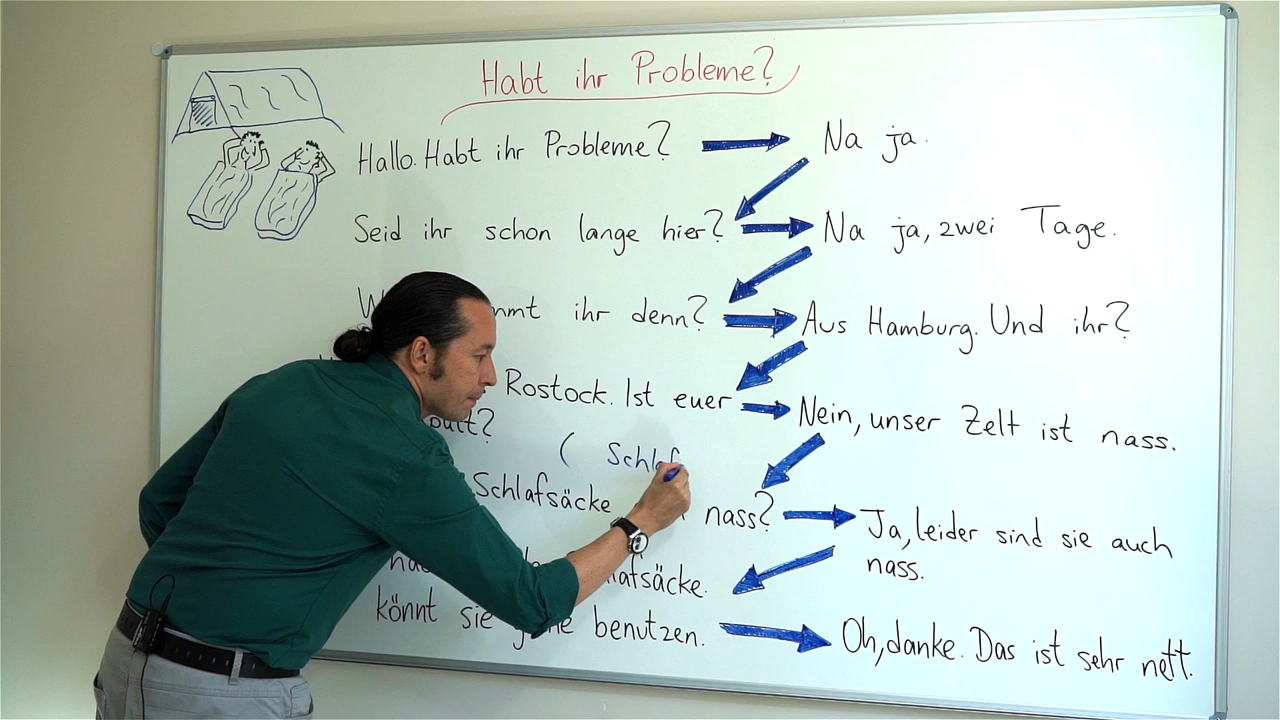 Habt ihr Probleme?
Hallo. Habt ihr Probleme? Na ja.
Seid ihr schon lange hier? Na ja, zwei Tage.
ihr denn? Aus Hamburg. Und ihr?
Rostock. Ist euer Nein, unser Zelt ist nass.
( Schlaf
Schlafsäcke nass? Ja, leider sind sie auch
nass.
könnt sie benutzen. Oh, danke. Das ist sehr nett.